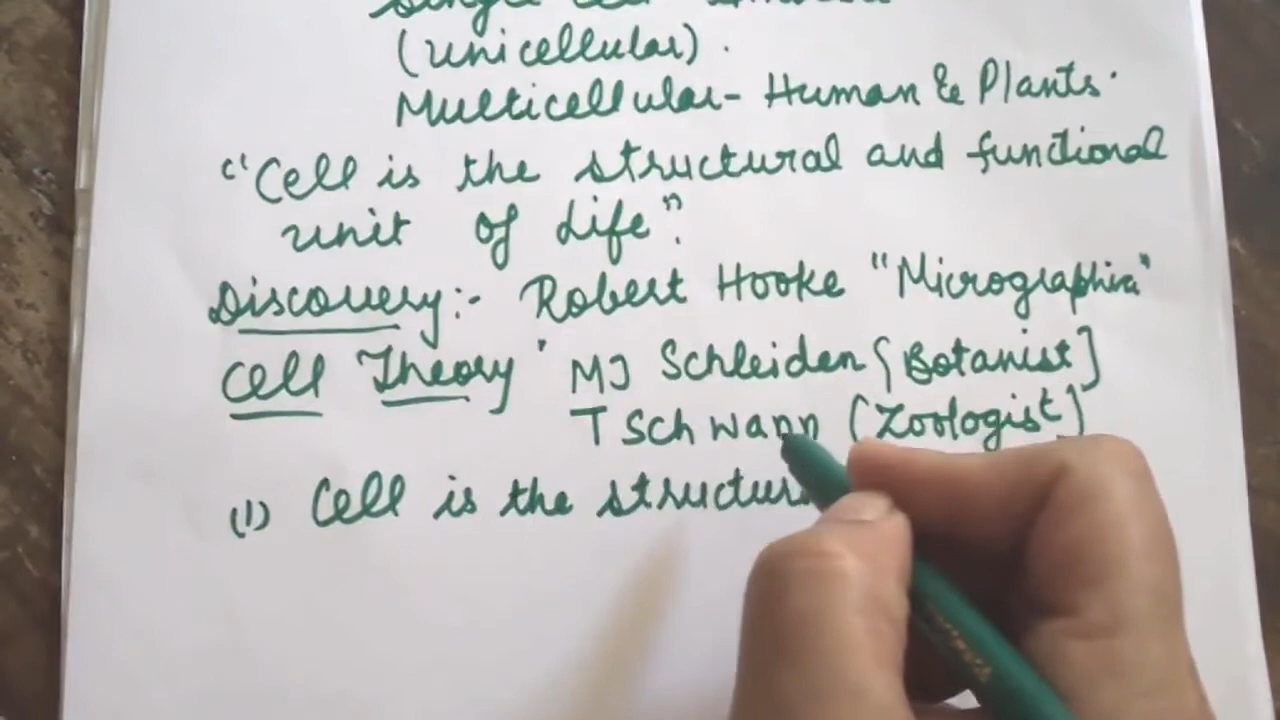 (unicellular).
Multicellular- Human & Plants.
"Cell is the structural and functional
unit of Life".
Discovery:- Robert Hooke "Micrographia"
Cell Theory MJ Schleiden [Botanist]
T Schwann [Zoologist]
(1) Cell is the